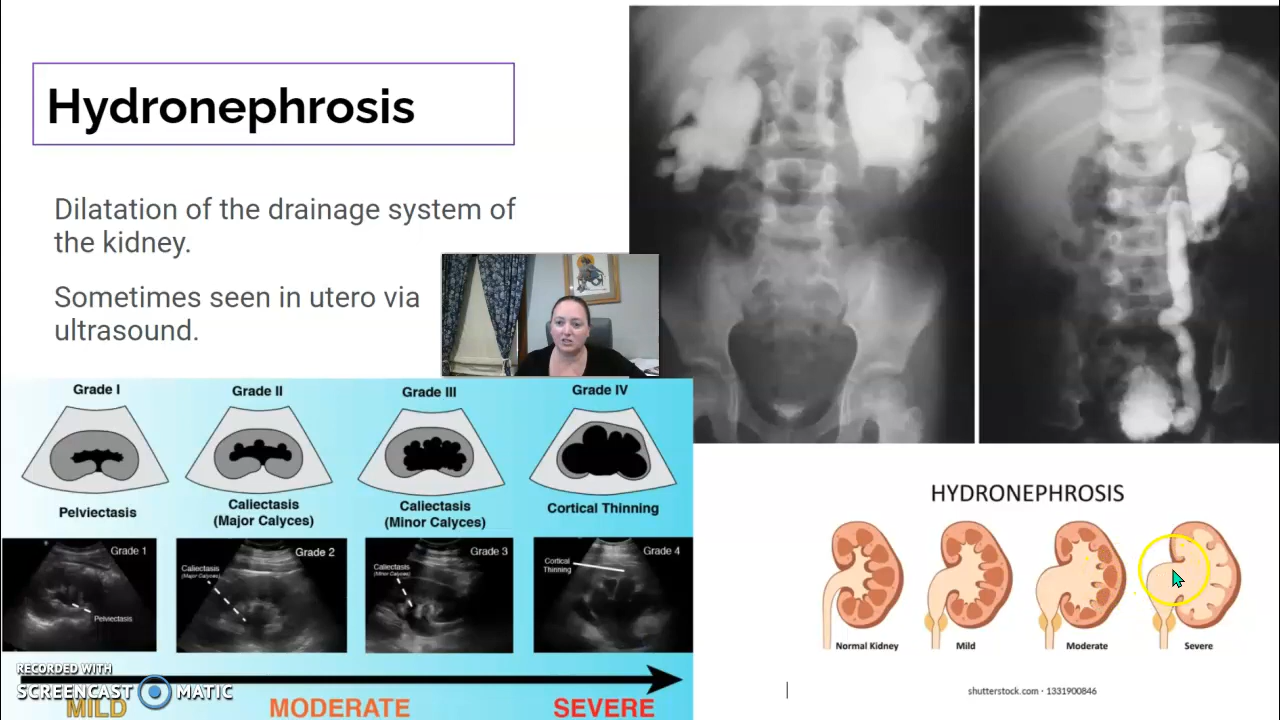 Hydronephrosis
Dilatation of the drainage system of
the kidney.
Sometimes seen in utero via
ultrasound.
Grade I
Grade II
Grade III
Grade IV
Pelviectasis
Caliectasis
(Major Calyces)
Caliectasis
(Minor Calyces)
Cortical Thinning
Grade 1
Pelviectasis
Grade 2
Caliectasis
(Major Calyces)
Grade 3
Caliectasis
(Minor Calyces)
Grade 4
Cortical
Thinning
MILD
MODERATE
SEVERE
RECORDED WITH
SCREENCAST MATIC
HYDRONEPHROSIS
Normal Kidney
Mild
Moderate
Severe
shutterstock.com · 1331900846